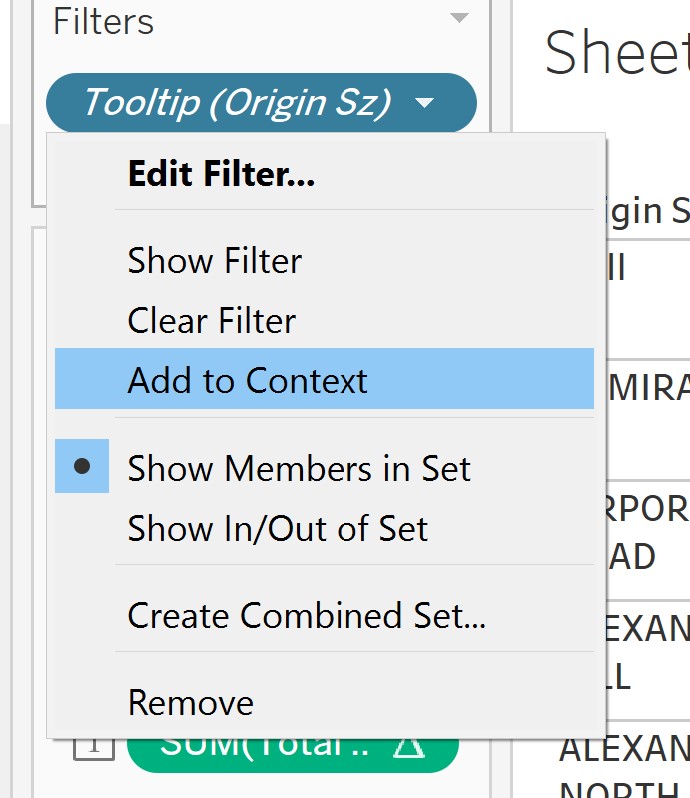 Filters
Sheet
Tooltip (Origin Sz)
Edit Filter...
igin S
Show Filter
ll
Clear Filter
Add to Context
MIRA
Show Members in Set
RPOR
Show In/Out of Set
AD
Create Combined Set...
EXAN
LL
Remove
SUM(Total ..
ALEXAN
NORTH